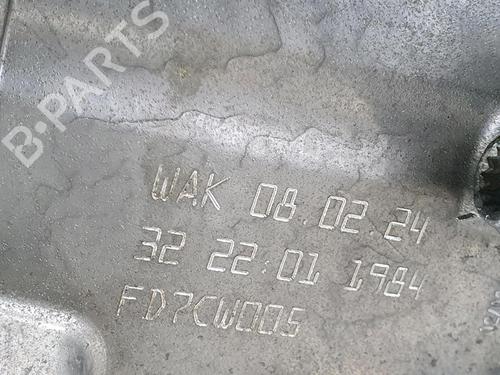 B-PARTS
WAK 08.02.24
32 22:01 1984
FD7CW005